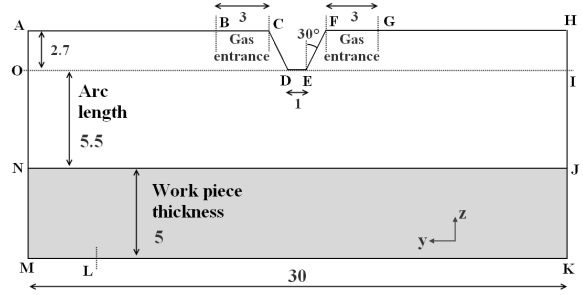 A B 3 C F 3 G H
30°
2.7 Gas entrance Gas entrance
O D E I
1
Arc length
5.5
N J
Work piece thickness
5
z
y
M L K
30